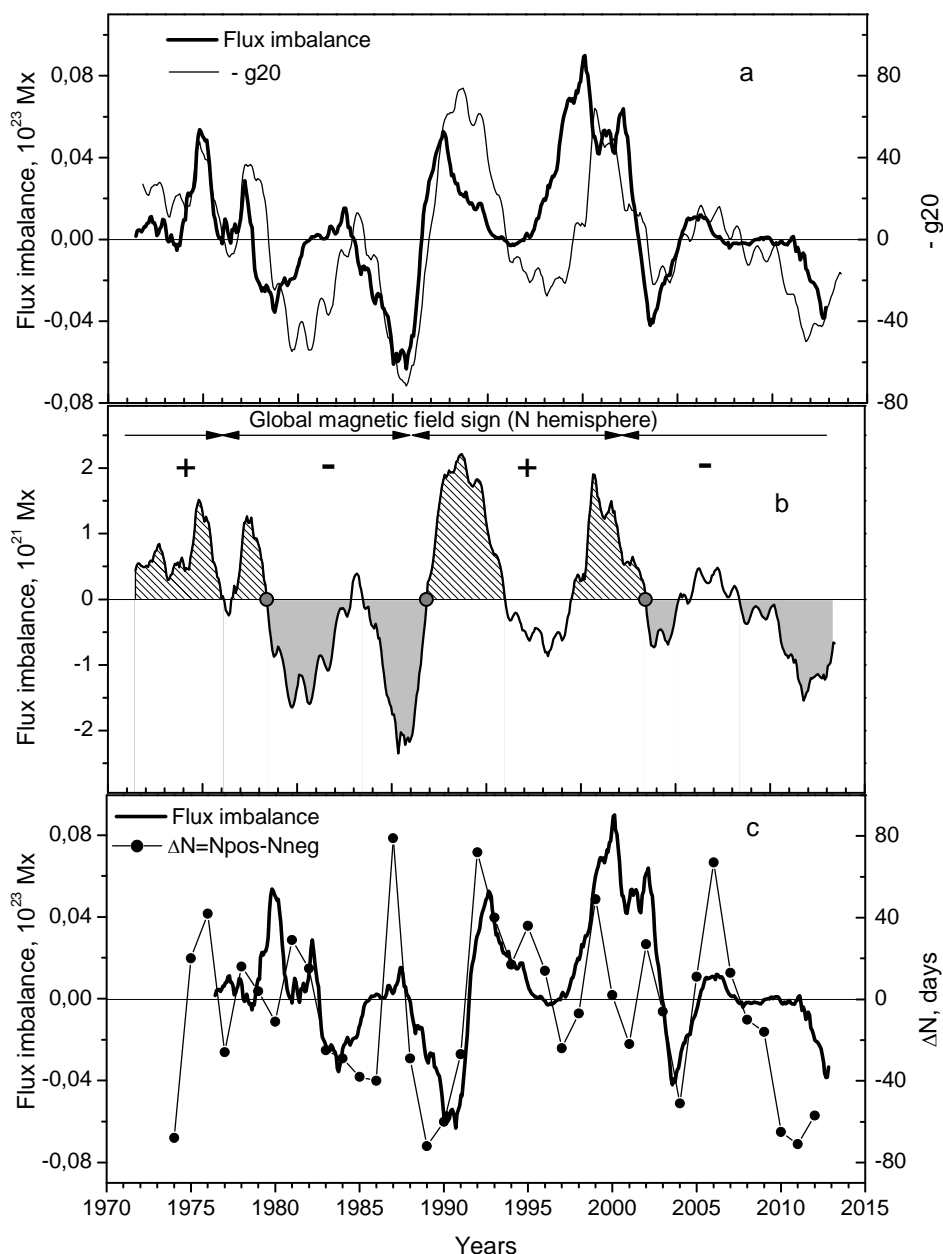 Flux imbalance
- g20
a
0,08
0,04
0,00
-0,04
-0,08
Flux imbalance, 10²³ Mx
80
40
0
-40
-80
- g20
Global magnetic field sign (N hemisphere)
+ - + -
b
2
1
0
-1
-2
Flux imbalance, 10²¹ Mx
Flux imbalance
ΔN=Npos-Nneg
c
0,08
0,04
0,00
-0,04
-0,08
Flux imbalance, 10²³ Mx
80
40
0
-40
-80
ΔN, days
1970 1975 1980 1985 1990 1995 2000 2005 2010 2015
Years